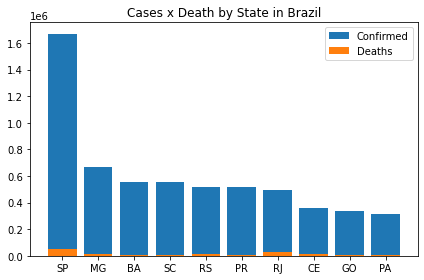 Cases x Death by State in Brazil
1e6
Confirmed
Deaths
1.6
1.4
1.2
1.0
0.8
0.6
0.4
0.2
0.0
SP MG BA SC RS PR RJ CE GO PA